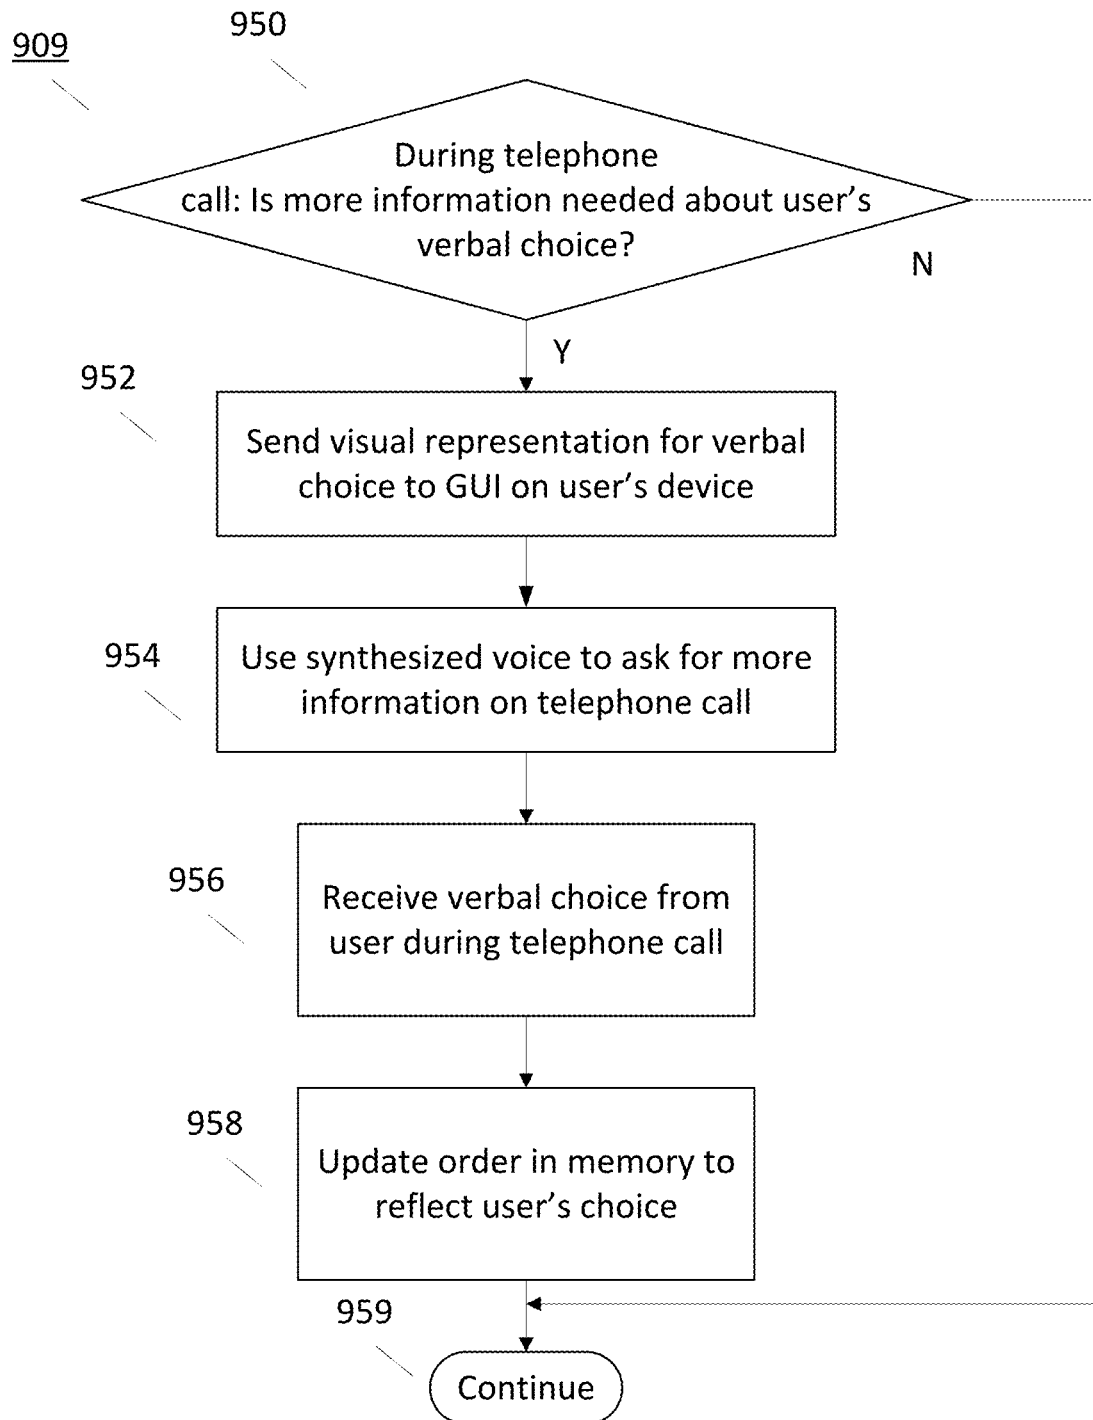 950
909
During telephone
call: Is more information needed about user’s
verbal choice?
N
Y
952
Send visual representation for verbal
choice to GUI on user’s device
954
Use synthesized voice to ask for more
information on telephone call
956
Receive verbal choice from
user during telephone call
958
Update order in memory to
reflect user’s choice
959
Continue